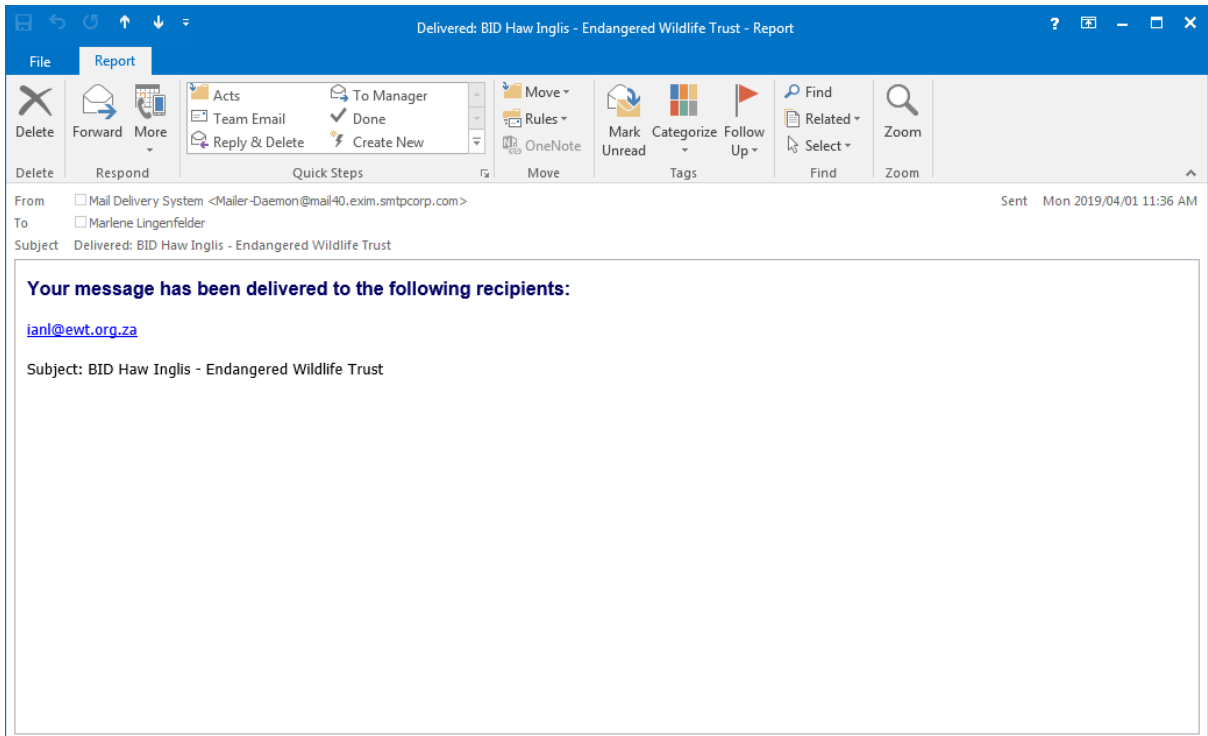 Delivered: BID Haw Inglis - Endangered Wildlife Trust - Report
?
File Report
Acts To Manager Move Find
Team Email Done Rules Related
Delete Forward More Reply & Delete Create New OneNote Mark Unread Categorize Follow Up Select Zoom
Delete Respond Quick Steps Move Tags Find Zoom
From Mail Delivery System <Mailer-Daemon@mail40.exim.smtpcorp.com> Sent Mon 2019/04/01 11:36 AM
To Marlene Lingenfelder
Subject Delivered: BID Haw Inglis - Endangered Wildlife Trust
Your message has been delivered to the following recipients:
ianl@ewt.org.za
Subject: BID Haw Inglis - Endangered Wildlife Trust